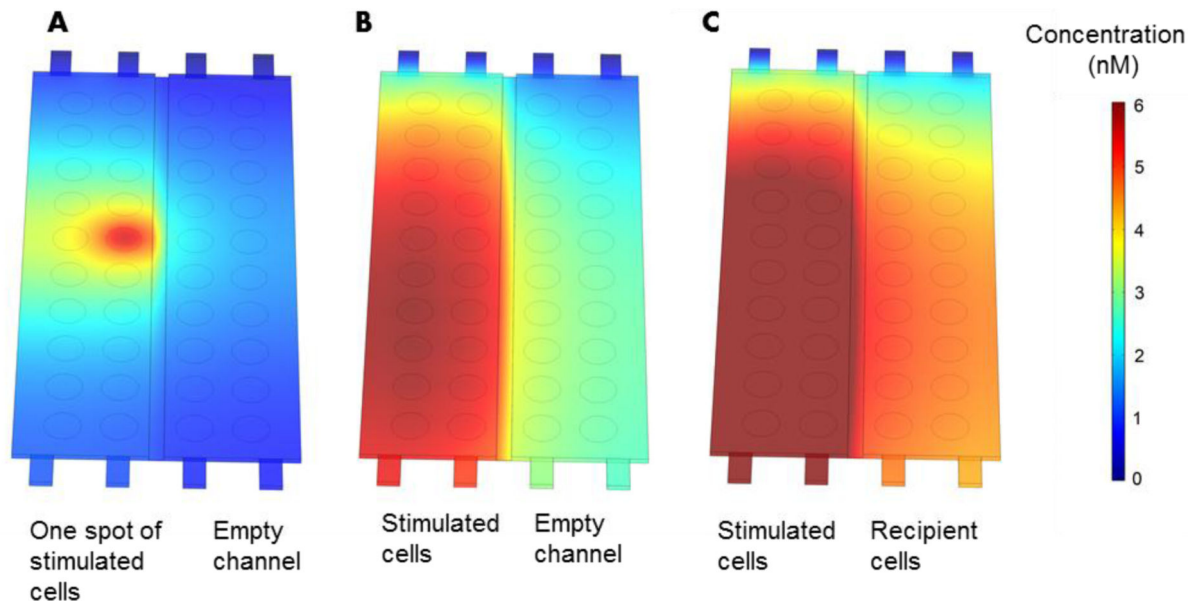 A
B
C
Concentration
(nM)
6
5
4
3
2
1
0
One spot of
stimulated
cells
Empty
channel
Stimulated
cells
Empty
channel
Stimulated
cells
Recipient
cells